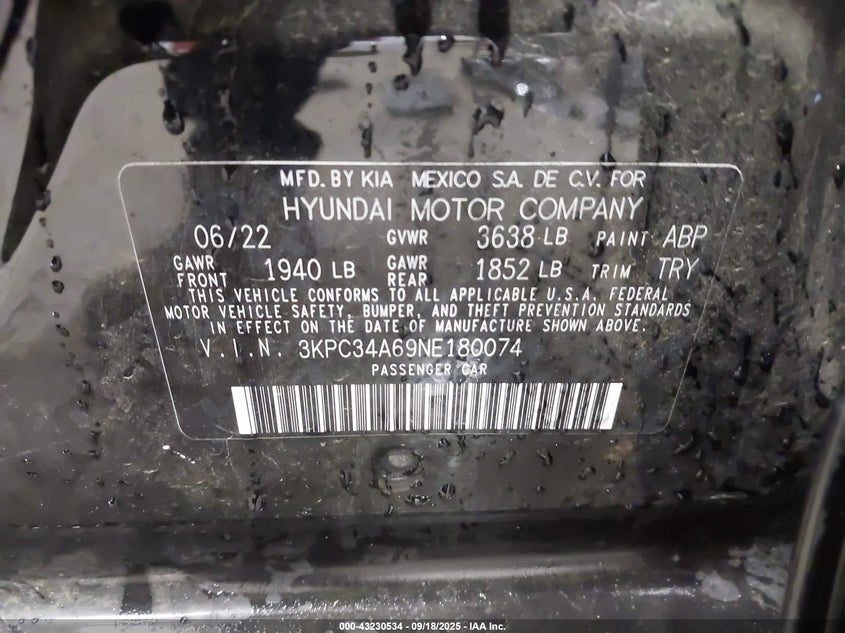 MFD. BY KIA MEXICO S.A. DE C.V. FOR
HYUNDAI MOTOR COMPANY
06/22 GVWR 3638 LB PAINT ABP
GAWR FRONT 1940 LB GAWR REAR 1852 LB TRIM TRY
THIS VEHICLE CONFORMS TO ALL APPLICABLE U.S.A. FEDERAL
MOTOR VEHICLE SAFETY, BUMPER, AND THEFT PREVENTION STANDARDS
IN EFFECT ON THE DATE OF MANUFACTURE SHOWN ABOVE.
V.I.N. 3KPC34A69NE180074
PASSENGER CAR
000-43230534 - 09/18/2025 - IAA Inc.